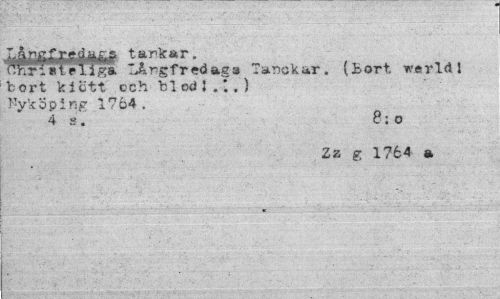 Långfredags tankar.
Christeliga Långfredags Tanckar. (Bort werld!
bort kiött och blod!...)
Nyköping 1764.
4 s.
8:o
Zz g 1764 a